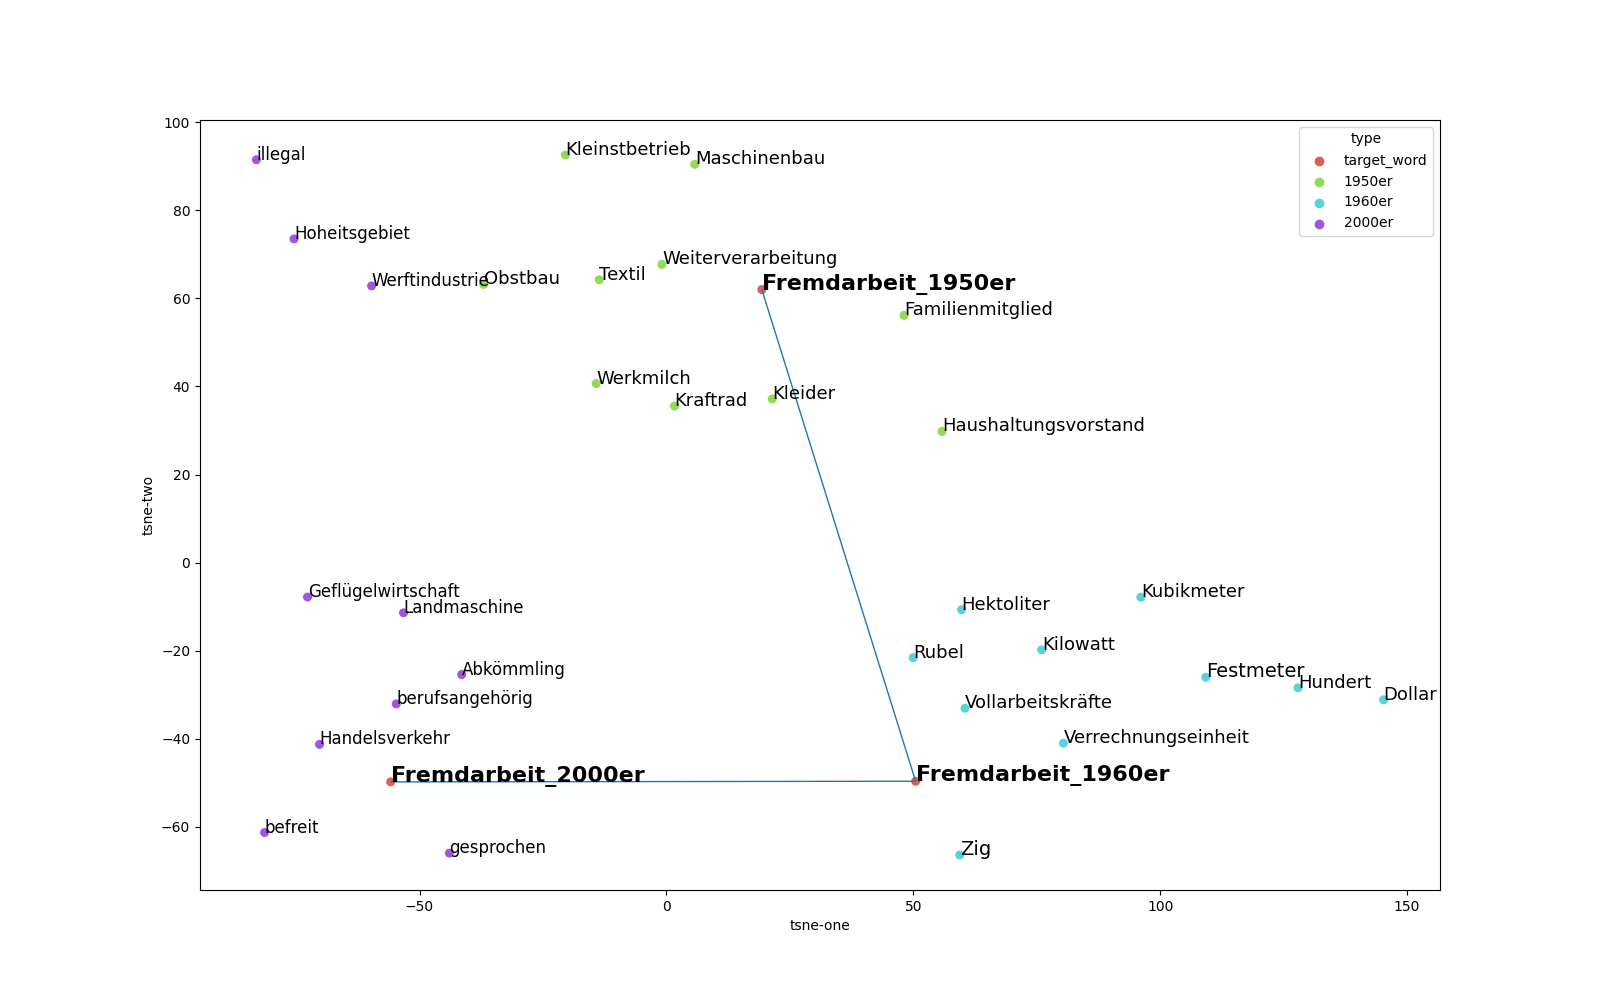 100
80
60
40
20
0
−20
−40
−60
tsne-two
−50
0
50
100
150
tsne-one
type
target_word
1950er
1960er
2000er
illegal
Kleinstbetrieb
Maschinenbau
Hoheitsgebiet
Weiterverarbeitung
Werftindustrie
Obstbau
Textil
Fremdarbeit_1950er
Familienmitglied
Werkmilch
Kraftrad
Kleider
Haushaltungsvorstand
Geflügelwirtschaft
Landmaschine
Hektoliter
Kubikmeter
Rubel
Kilowatt
Abkömmling
Festmeter
Hundert
Dollar
berufsangehörig
Vollarbeitskräfte
Handelsverkehr
Verrechnungseinheit
Fremdarbeit_2000er
Fremdarbeit_1960er
befreit
gesprochen
Zig